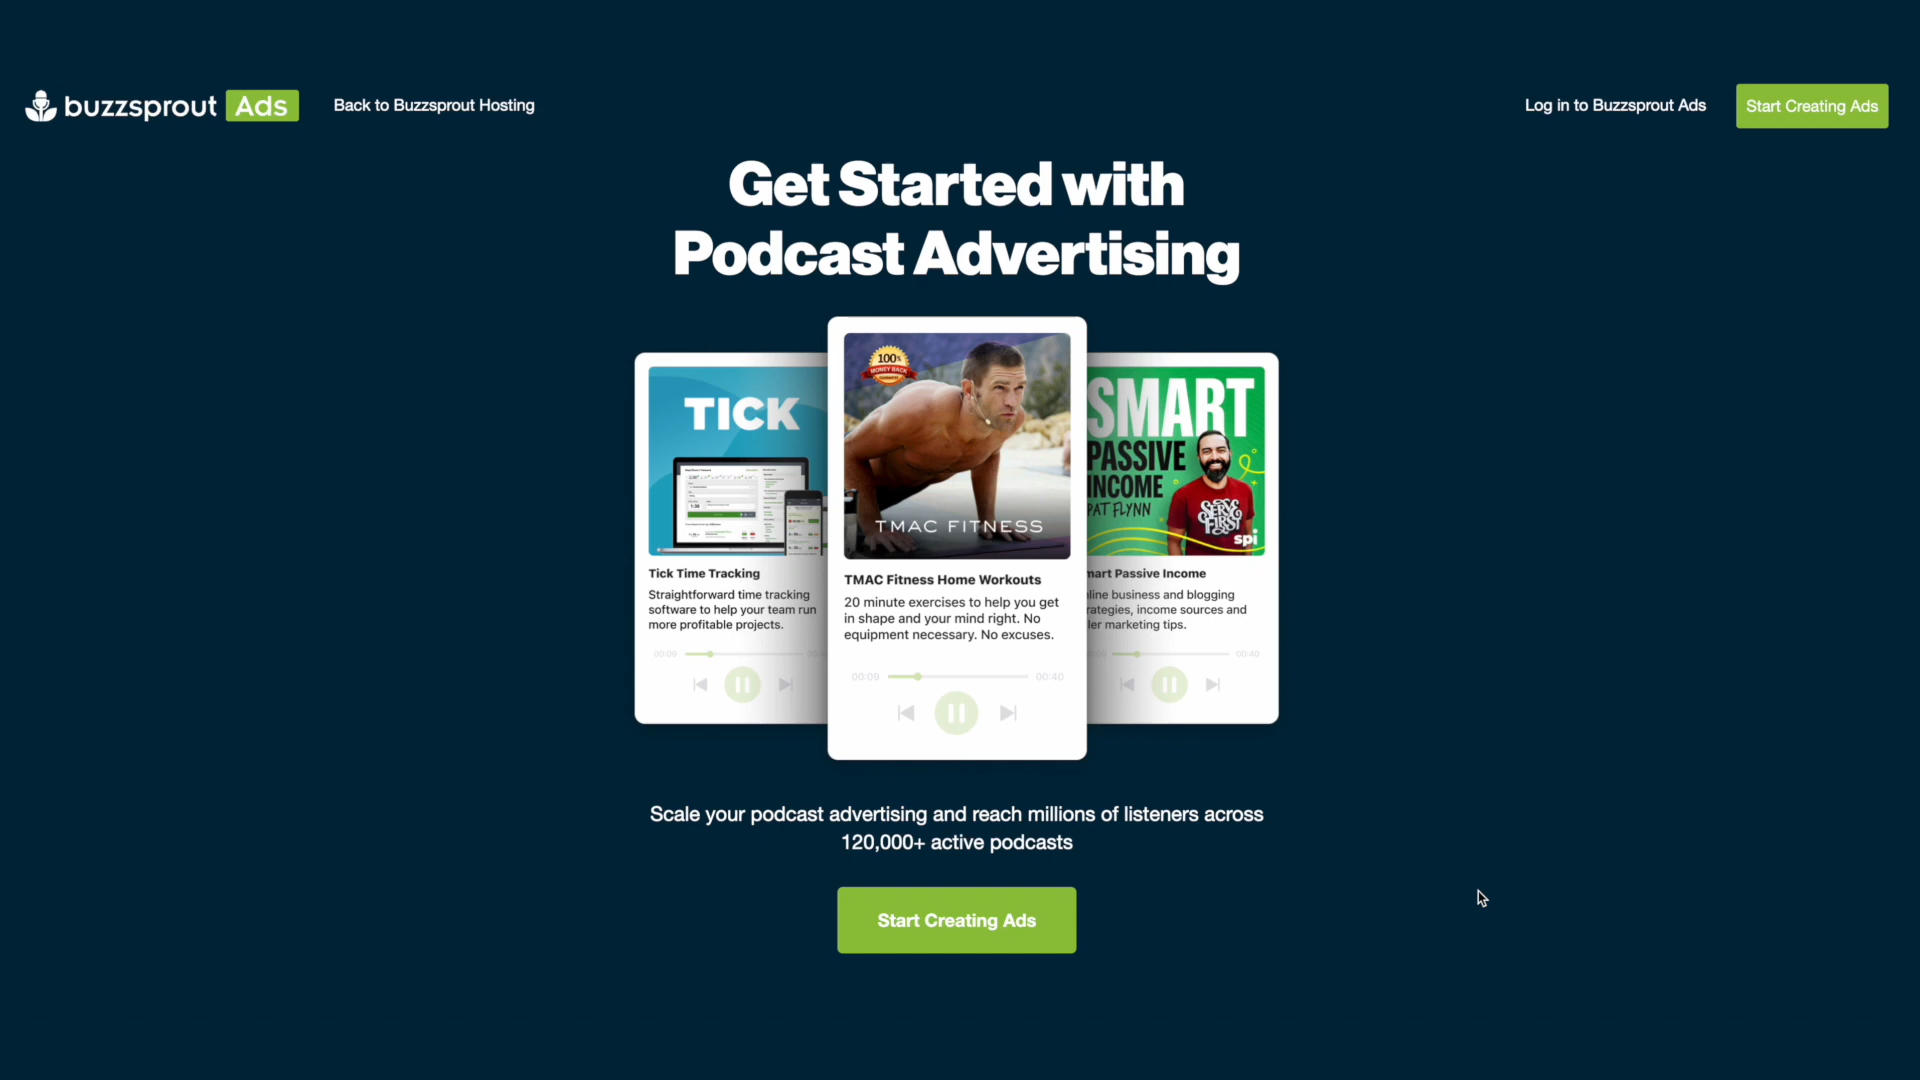 buzzsprout Ads
Back to Buzzsprout Hosting
Log in to Buzzsprout Ads
Start Creating Ads
Get Started with
Podcast Advertising
TICK
Tick Time Tracking
Straightforward time tracking
software to help your team run
more profitable projects.
00:09
100%
MONEY BACK
TMAC FITNESS
TMAC Fitness Home Workouts
20 minute exercises to help you get
in shape and your mind right. No
equipment necessary. No excuses.
00:09
00:40
SMART
PASSIVE
INCOME
PAT FLYNN
SERVE
FIRST
spi
mart Passive Income
line business and blogging
rategies, income sources and
ler marketing tips.
00:40
Scale your podcast advertising and reach millions of listeners across
120,000+ active podcasts
Start Creating Ads